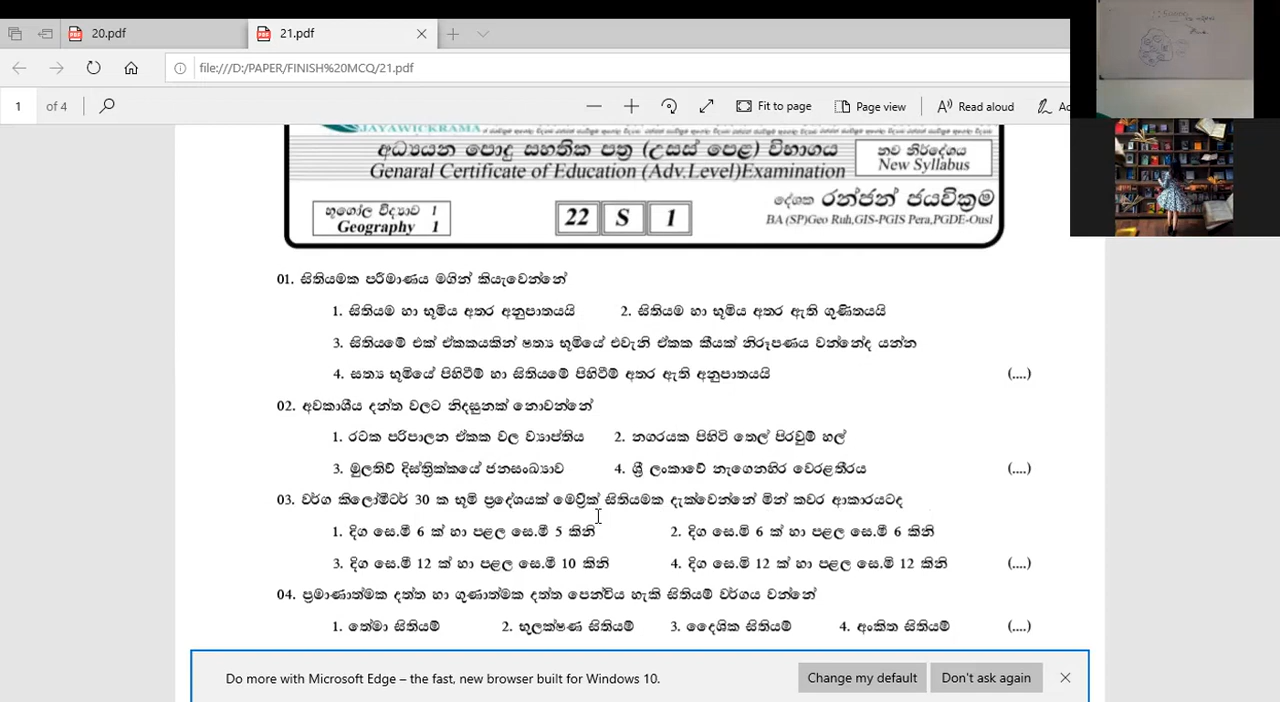 20.pdf
21.pdf
file:///D:/PAPER/FINISH%20MCQ/21.pdf
1 of 4
Fit to page
Page view
Read aloud
JAYAWICKRAMA
අධ්‍යයන පොදු සහතික පත්‍ර (උසස් පෙළ) විභාගය
නව නිර්දේශය
Genaral Certificate of Education (Adv.Level)Examination
New Syllabus
දේශක රන්ජන් ජයවික්‍රම
භූගෝල විද්‍යාව 1
Geography 1
22 S 1
BA (SP)Geo Ruh,GIS-PGIS Pera,PGDE-Ousl
01. සිතියමක පරිමාණය මගින් කියැවෙන්නේ
1. සිතියම හා භූමිය අතර අනුපාතයයි 2. සිතියම හා භූමිය අතර ඇති ගුණිතයයි
3. සිතියමේ එක් ඒකකයකින් ෂත්‍ය භූමියේ එවැනි ඒකක කීයක් නිරූපණය වන්නේද යන්න
4. සත්‍ය භූමියේ පිහිටීම් හා සිතියමේ පිහිටීම් අතර ඇති අනුපාතයයි (....)
02. අවකාශීය දත්ත වලට නිදසුනක් නොවන්නේ
1. රටක පරිපාලන ඒකක වල ව්‍යාප්තිය 2. නගරයක පිහිටි තෙල් පිරවුම් හල්
3. මුලතිව් දිස්ත්‍රික්කයේ ජනසංඛ්‍යාව 4. ශ්‍රී ලංකාවේ නැගෙනහිර වෙරළතීරය (....)
03. වර්ග කිලෝමීටර් 30 ක භූමි ප්‍රදේශයක් මෙට්‍රික් සිතියමක දැක්වෙන්නේ මින් කවර ආකාරයටද
1. දිග සෙ.මී 6 ක් හා පළල සෙ.මී 5 කිනි 2. දිග සෙ.මි 6 ක් හා පළල සෙ.මි 6 කිනි
3. දිග සෙ.මී 12 ක් හා පළල සෙ.මී 10 කිනි 4. දිග සෙ.මි 12 ක් හා පළල සෙ.මි 12 කිනි (....)
04. ප්‍රමාණාත්මක දත්ත හා ගුණාත්මක දත්ත පෙන්විය හැකි සිතියම් වර්ගය වන්නේ
1. තේමා සිතියම් 2. භූලක්ෂණ සිතියම් 3. දෛශික සිතියම් 4. අංකිත සිතියම් (....)
Do more with Microsoft Edge – the fast, new browser built for Windows 10.
Change my default
Don't ask again